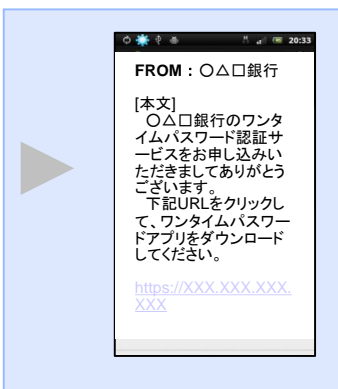 20:33
FROM：〇△□銀行
[本文]
　〇△□銀行のワンタ
イムパスワード認証サ
ービスをお申し込みい
ただきましてありがとう
ございます。
　下記URLをクリックし
て、ワンタイムパスワー
ドアプリをダウンロード
してください。
https://XXX.XXX.XXX.
XXX